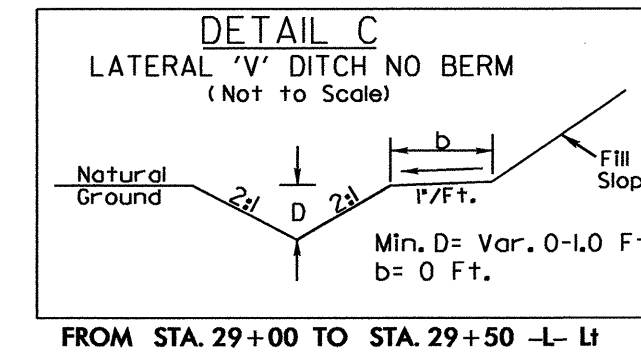 DETAIL C
LATERAL 'V' DITCH NO BERM
(Not to Scale)
b
Natural
Ground
2:1
D
2:1
1"/Ft.
Fill
Slop
Min. D= Var. 0-1.0 Ft
b= 0 Ft.
FROM STA. 29+00 TO STA. 29+50 -L- Lt